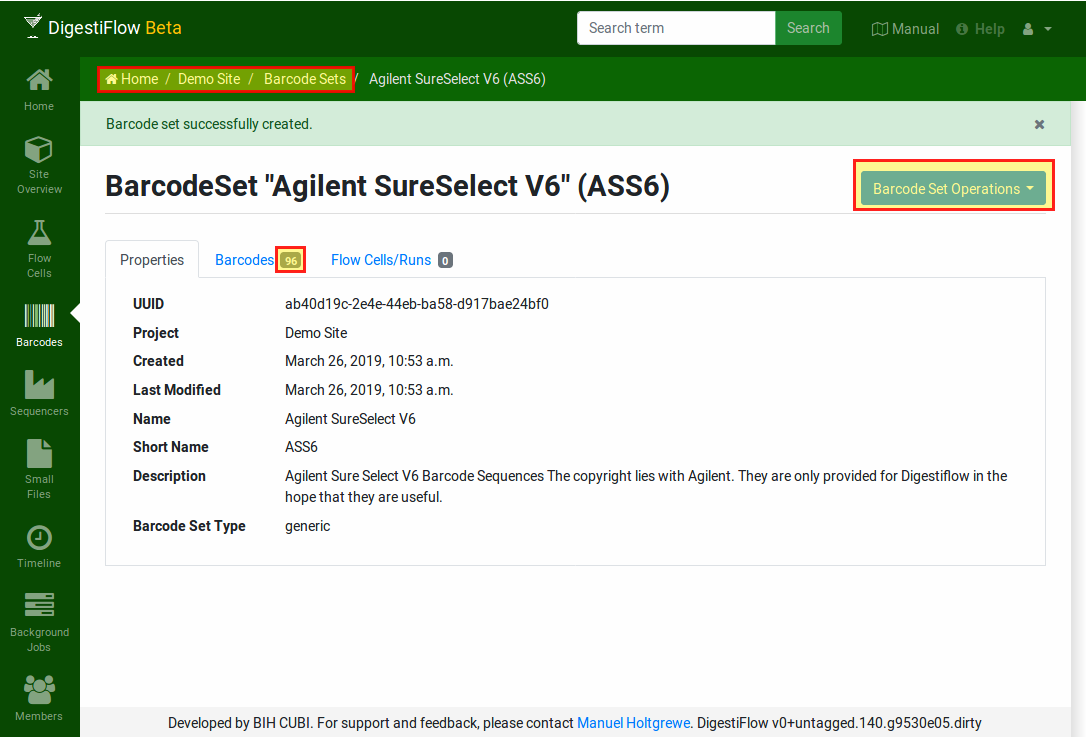 DigestiFlow Beta
Search term
Search
Manual
Help
Home / Demo Site / Barcode Sets / Agilent SureSelect V6 (ASS6)
Home
Site
Overview
Flow
Cells
Barcodes
Sequencers
Small
Files
Timeline
Background
Jobs
Members
Barcode set successfully created.
×
BarcodeSet "Agilent SureSelect V6" (ASS6)
Barcode Set Operations
Properties
Barcodes 96
Flow Cells/Runs 0
UUID ab40d19c-2e4e-44eb-ba58-d917bae24bf0
Project Demo Site
Created March 26, 2019, 10:53 a.m.
Last Modified March 26, 2019, 10:53 a.m.
Name Agilent SureSelect V6
Short Name ASS6
Description Agilent Sure Select V6 Barcode Sequences The copyright lies with Agilent. They are only provided for Digestiflow in the
hope that they are useful.
Barcode Set Type generic
Developed by BIH CUBI. For support and feedback, please contact Manuel Holtgrewe. DigestiFlow v0+untagged.140.g9530e05.dirty